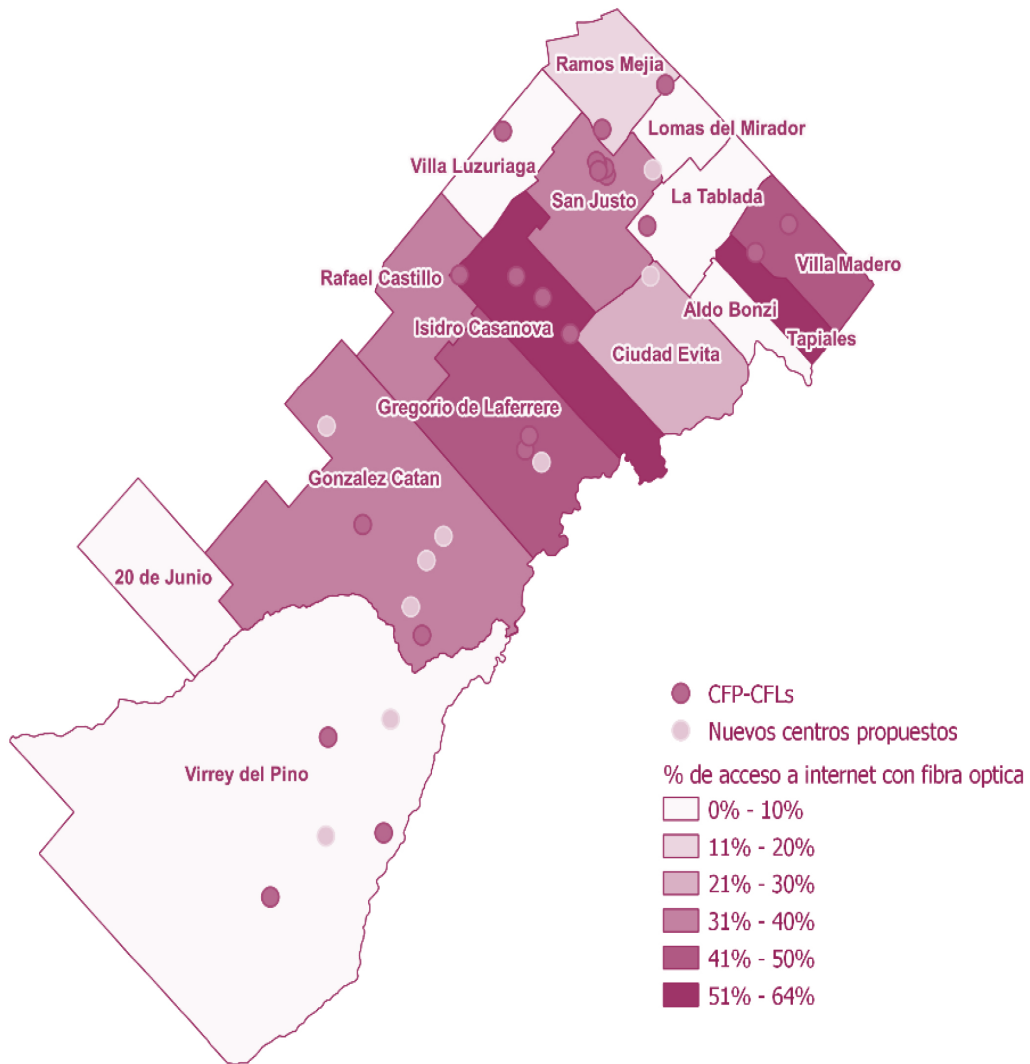 Ramos Mejia
Lomas del Mirador
Villa Luzuriaga
La Tablada
San Justo
Villa Madero
Rafael Castillo
Aldo Bonzi
Isidro Casanova
Tapiales
Ciudad Evita
Gregorio de Laferrere
Gonzalez Catan
20 de Junio
Virrey del Pino
CFP-CFLs
Nuevos centros propuestos
% de acceso a internet con fibra optica
0% - 10%
11% - 20%
21% - 30%
31% - 40%
41% - 50%
51% - 64%